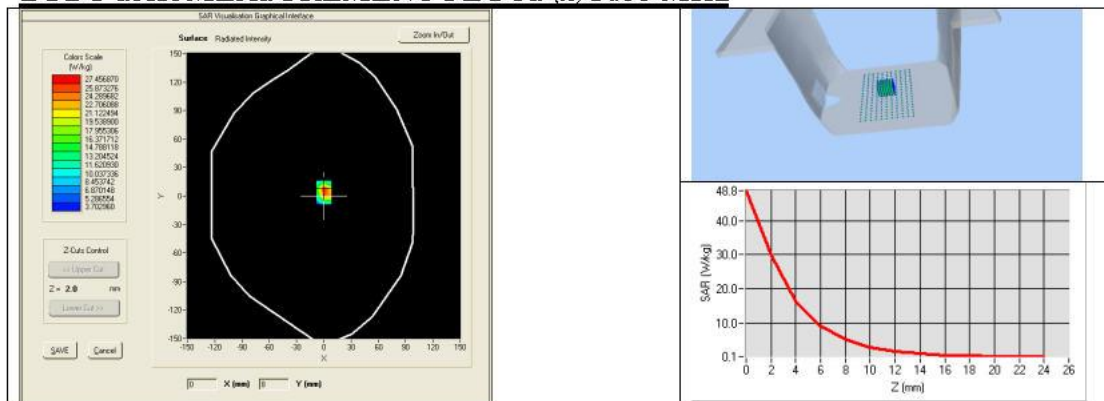 SAR Visualisation Graphical Interface
Surface Radiated Intensity
Zoom In/Out
Colors Scale
(W/kg)
27.456870
25.873276
24.289682
22.706088
21.122494
19.538900
17.955306
16.371712
14.788118
13.204524
11.620930
10.037336
8.453742
6.870148
5.286554
3.702960
Z-Cuts Control
<< Upper Cut
Z = 2.0 mm
Lower Cut >>
SAVE Cancel
150
120
90
60
30
0
-30
-60
-90
-120
-150
Y
-150 -120 -90 -60 -30 0 30 60 90 120 150
X
0 X (mm) 8 Y (mm)
48.8
40.0
30.0
20.0
10.0
0.1
SAR (W/kg)
0 2 4 6 8 10 12 14 16 18 20 22 24 26
Z (mm)